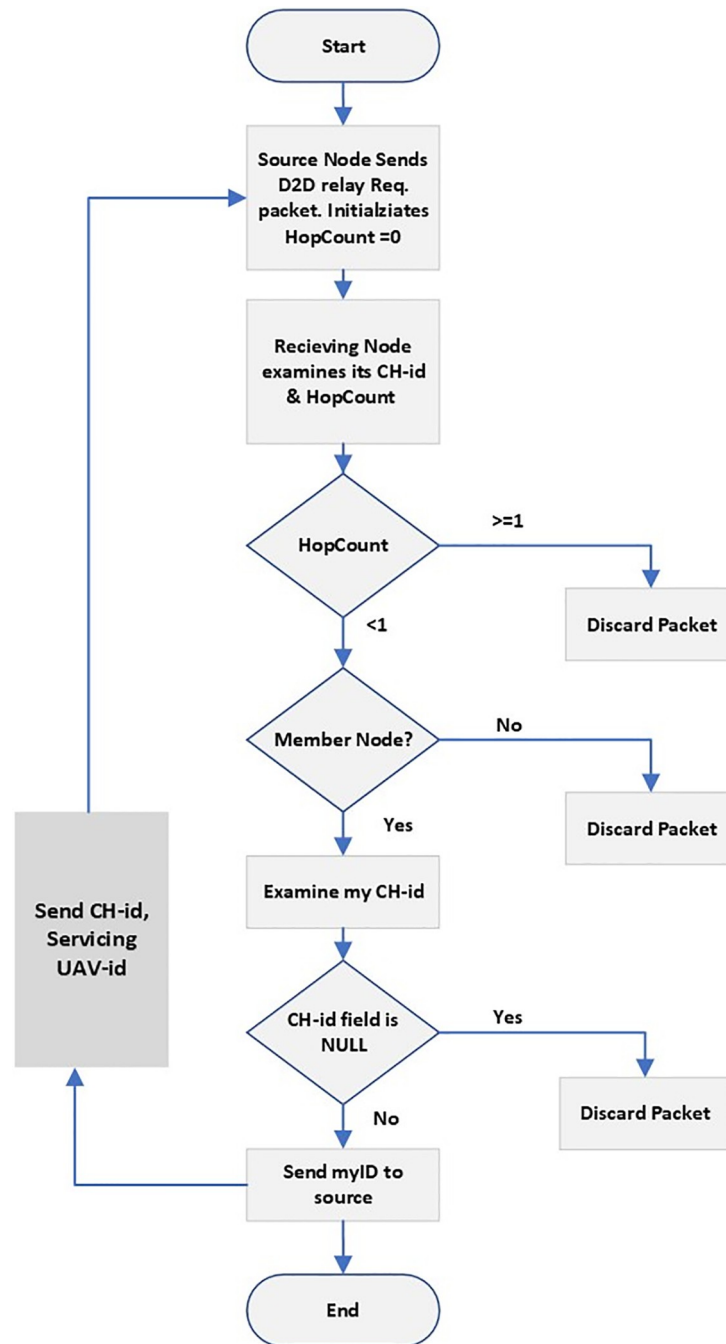 Start
Source Node Sends
D2D relay Req.
packet. Initialziates
HopCount =0
Recieving Node
examines its CH-id
& HopCount
HopCount
>=1
Discard Packet
<1
Member Node?
No
Discard Packet
Yes
Examine my CH-id
Send CH-id,
Servicing
UAV-id
CH-id field is
NULL
Yes
Discard Packet
No
Send myID to
source
End